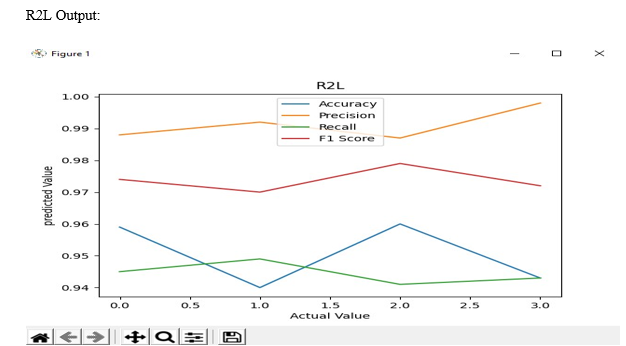 R2L Output:
Figure 1
R2L
1.00
0.99
0.98
0.97
0.96
0.95
0.94
predicted Value
Accuracy
Precision
Recall
F1 Score
0.0 0.5 1.0 1.5 2.0 2.5 3.0
Actual Value